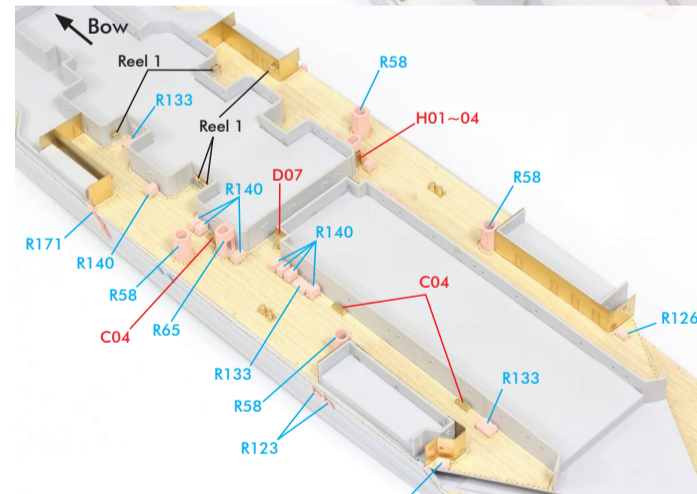 Bow
Reel 1
R58
R133
H01~04
Reel 1
D07
R58
R140
R140
R171
R140
R58
C04
C04
R65
R126
R133
R133
R58
R123